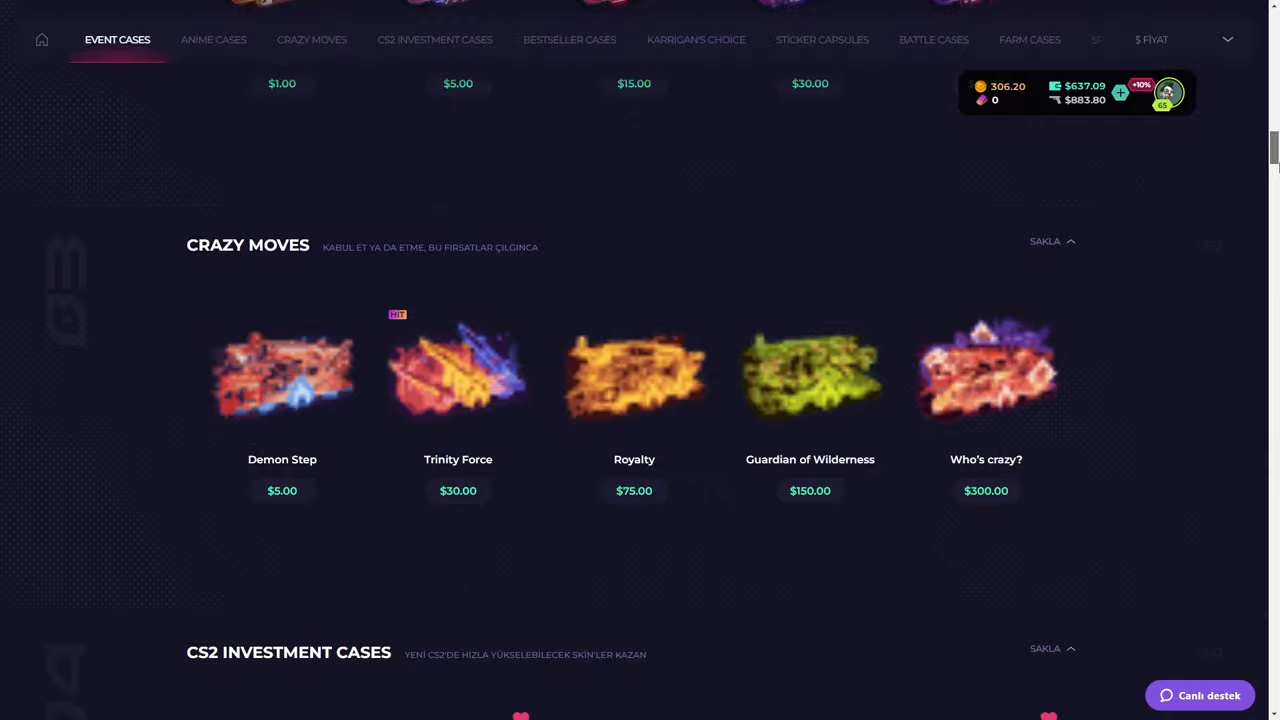 EVENT CASES
ANIME CASES
CRAZY MOVES
CS2 INVESTMENT CASES
BESTSELLER CASES
KARRİGAN'S CHOICE
STİCKER CAPSULES
BATTLE CASES
FARM CASES
$ FİYAT
$1.00
$5.00
$15.00
$30.00
306.20
0
$637.09
$883.80
+10%
65
CRAZY MOVES
KABUL ET YA DA ETME, BU FIRSATLAR ÇILGINCA
SAKLA
HIT
Demon Step
Trinity Force
Royalty
Guardian of Wilderness
Who's crazy?
$5.00
$30.00
$75.00
$150.00
$300.00
CS2 INVESTMENT CASES
YENİ CS2'DE HIZLA YÜKSELEBİLECEK SKİN'LER KAZAN
SAKLA
Canlı destek